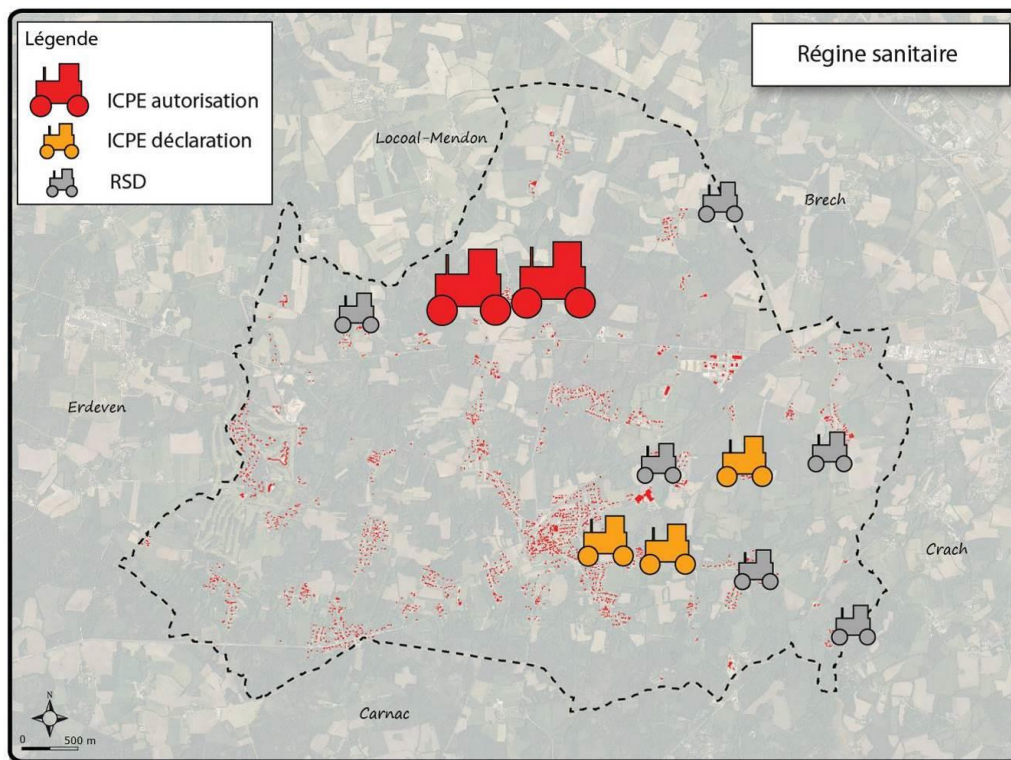 Légende
ICPE autorisation
ICPE déclaration
RSD
Régine sanitaire
Locoal-Mendon
Brech
Erdeven
Crach
Carnac
N
0 500 m